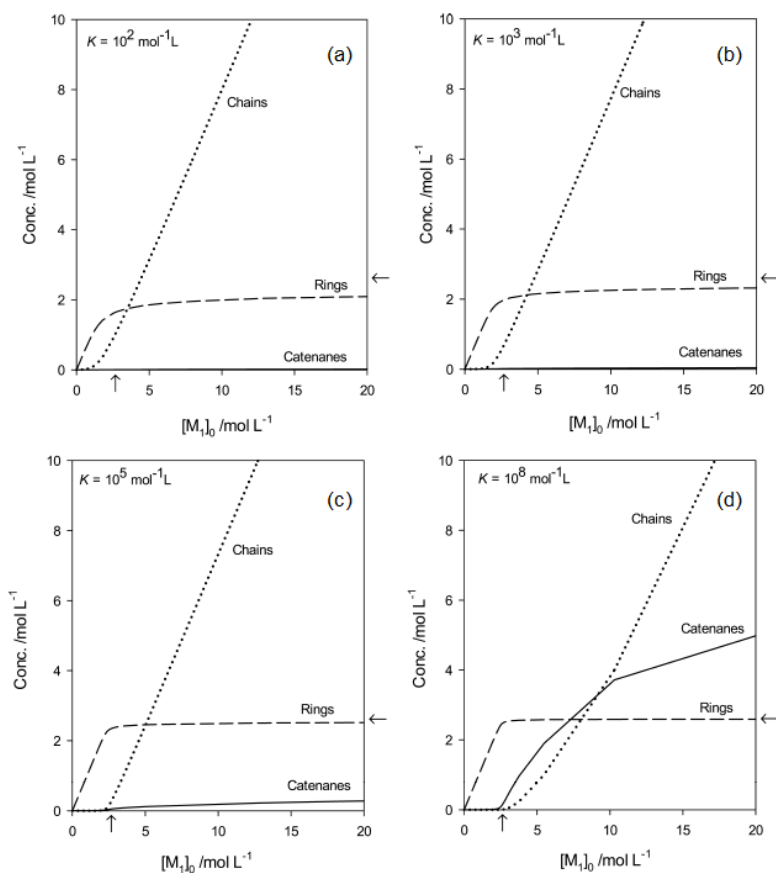 K = 10² mol⁻¹L
(a)
Chains
Rings
Catenanes
Conc. /mol L⁻¹
10
8
6
4
2
0
0 5 10 15 20
[M₁]₀ /mol L⁻¹
K = 10³ mol⁻¹L
(b)
Chains
Rings
Catenanes
Conc. /mol L⁻¹
10
8
6
4
2
0
0 5 10 15 20
[M₁]₀ /mol L⁻¹
K = 10⁵ mol⁻¹L
(c)
Chains
Rings
Catenanes
Conc. /mol L⁻¹
10
8
6
4
2
0
0 5 10 15 20
[M₁]₀ /mol L⁻¹
K = 10⁸ mol⁻¹L
(d)
Chains
Catenanes
Rings
Conc. /mol L⁻¹
10
8
6
4
2
0
0 5 10 15 20
[M₁]₀ /mol L⁻¹